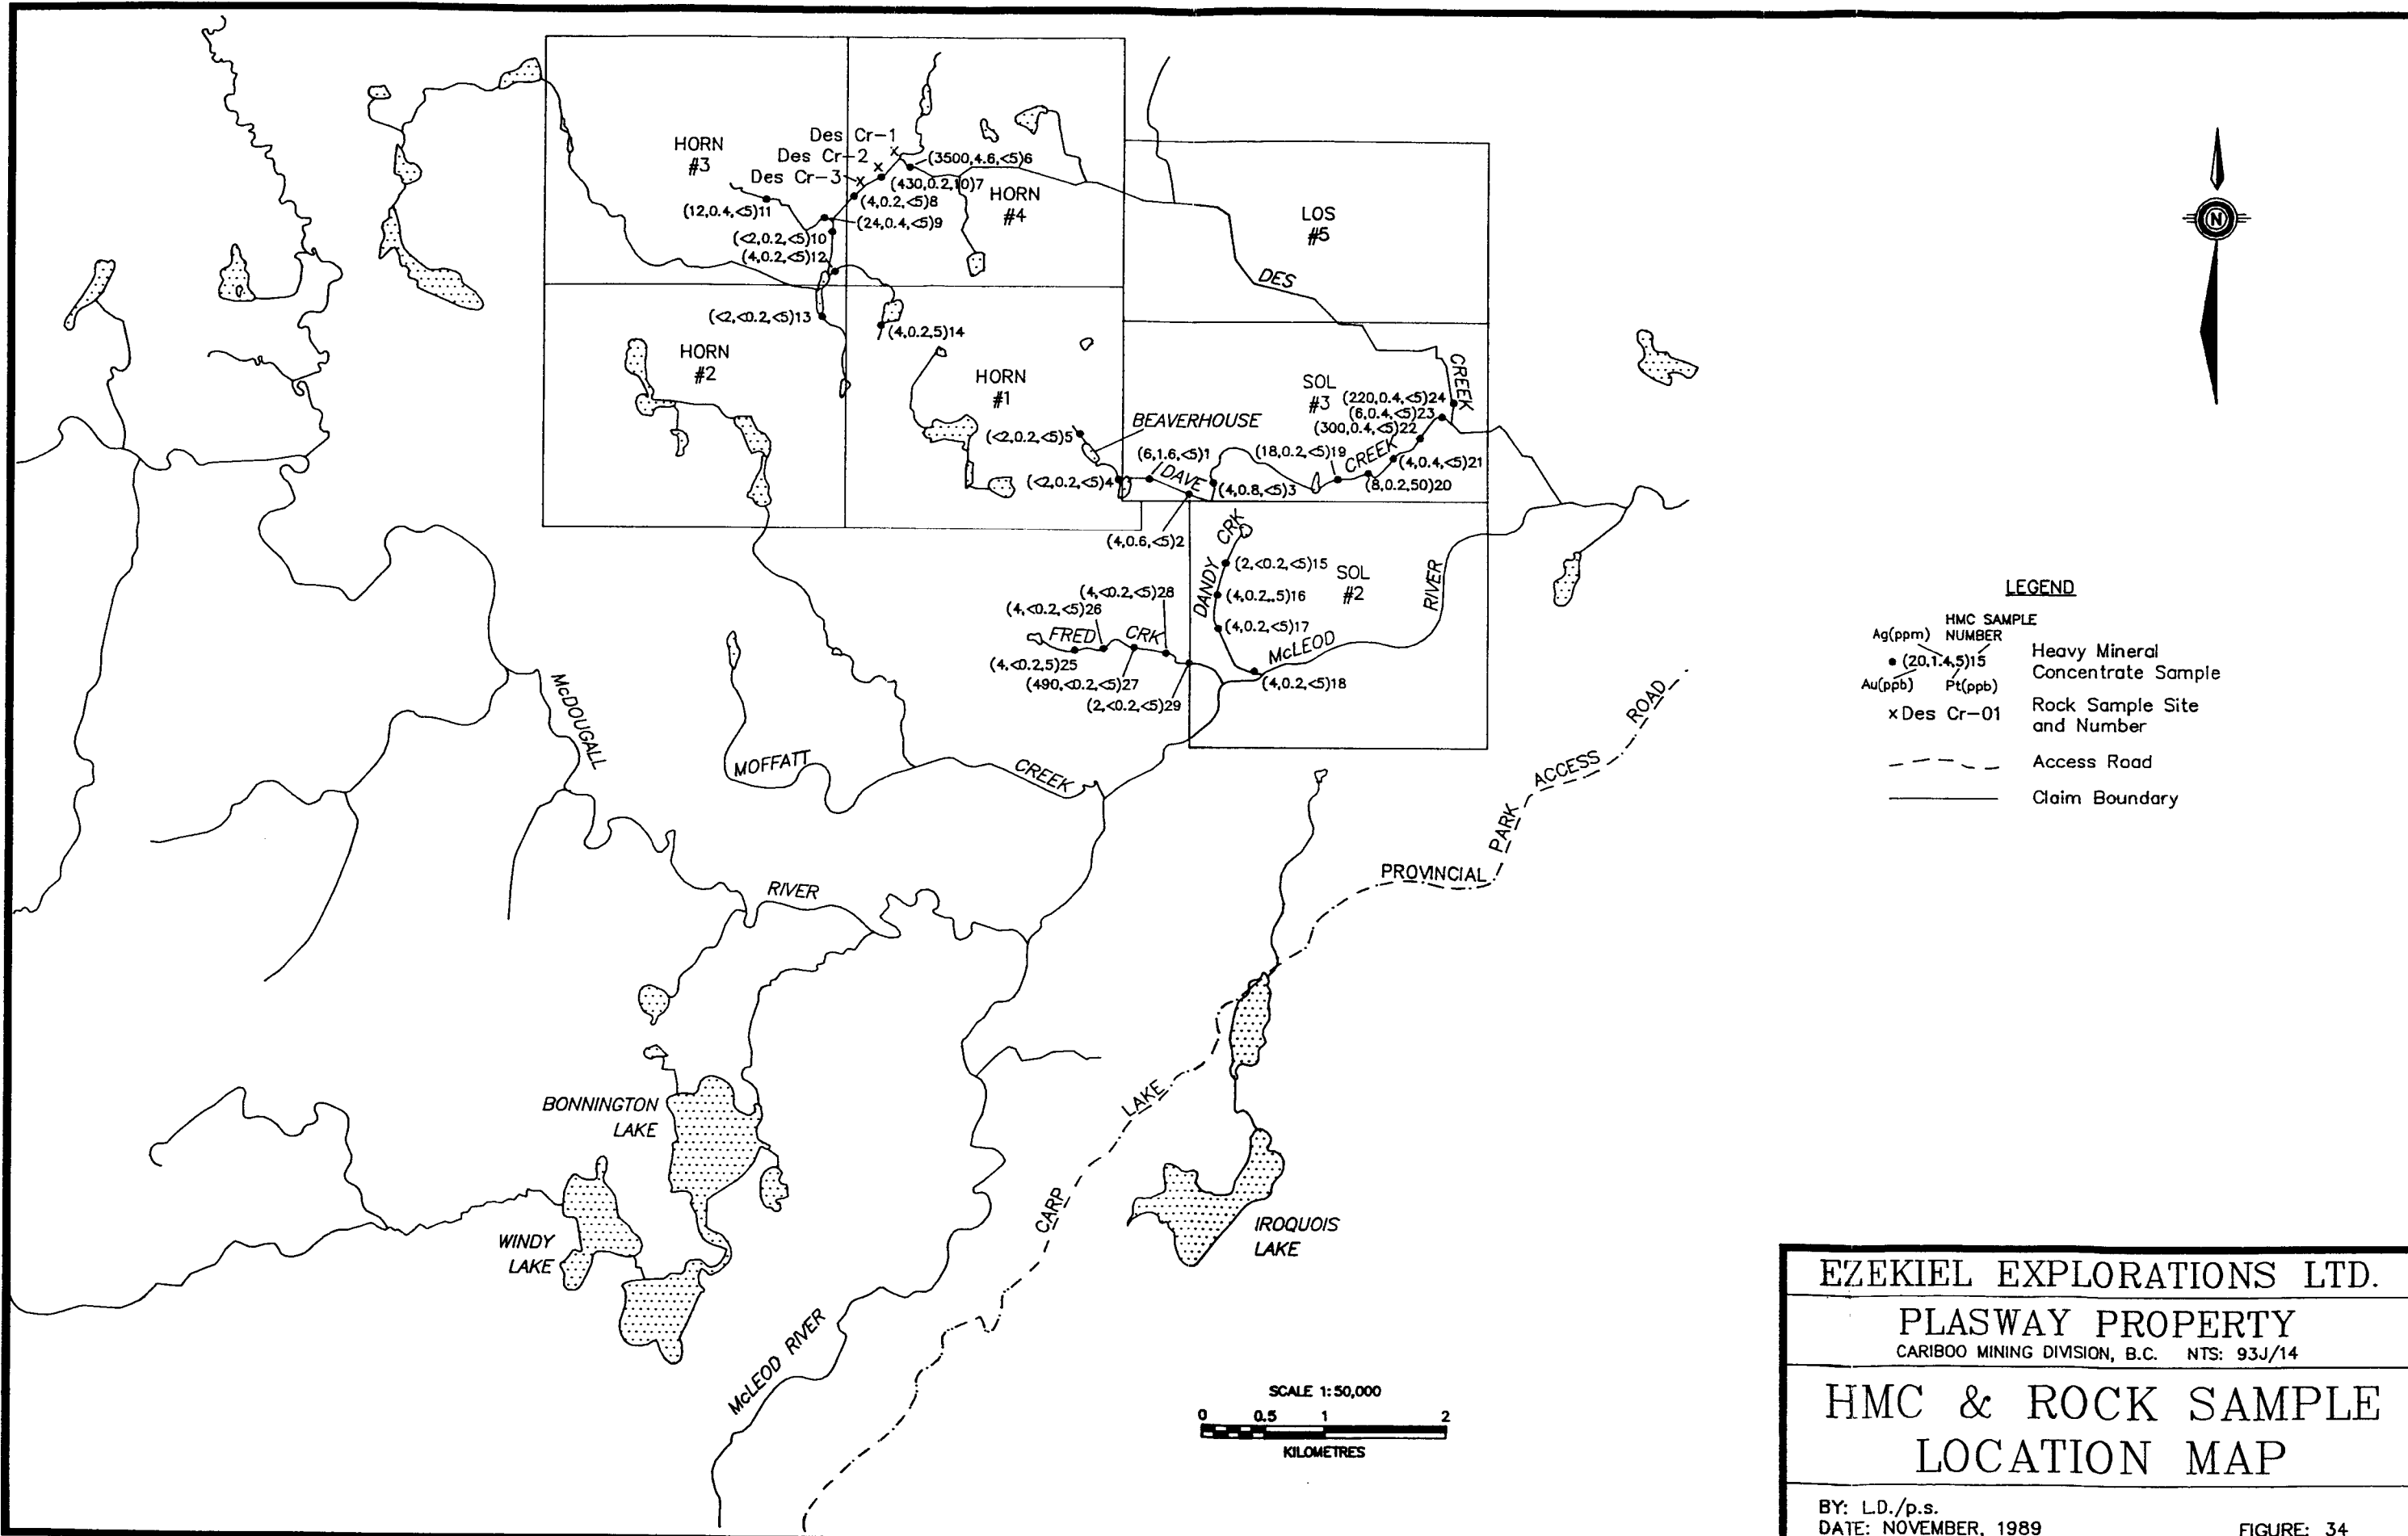 HORN
#3
Des Cr-1
Des Cr-2
Des Cr-3
(3500,4.6,<5)6
(430,0.2,10)7
(4,0.2,<5)8
(24,0.4,<5)9
(12,0.4,<5)11
(<2,0.2,<5)10
(4,0.2,<5)12
HORN
#4
LOS
#5
DES
(<2,<0.2,<5)13
(4,0.2,5)14
HORN
#2
HORN
#1
CREEK
SOL
#3
(220,0.4,<5)24
(6,0.4,<5)23
(300,0.4,<5)22
BEAVERHOUSE
(<2,0.2,<5)5
(6,1.6,<5)1
(18,0.2,<5)19
CREEK
(4,0.4,<5)21
DAVE
(<2,0.2,<5)4
(4,0.8,<5)3
(8,0.2,50)20
(4,0.6,<5)2
DANDY CRK
(2,<0.2,<5)15
SOL
#2
(4,0.2,,5)16
(4,0.2,<5)17
RIVER
McLEOD
(4,0.2,<5)18
(4,<0.2,<5)28
(4,<0.2,<5)26
FRED CRK
(4,<0.2,5)25
(490,<0.2,<5)27
(2,<0.2,<5)29
McDOUGALL
MOFFATT
CREEK
RIVER
LEGEND
HMC SAMPLE
Ag(ppm) NUMBER
(20,1.4,5)15
Au(ppb) Pt(ppb)
Heavy Mineral
Concentrate Sample
x Des Cr-01
Rock Sample Site
and Number
Access Road
Claim Boundary
CARP LAKE PROVINCIAL PARK ACCESS ROAD
BONNINGTON
LAKE
WINDY
LAKE
IROQUOIS
LAKE
McLEOD RIVER
SCALE 1:50,000
0 0.5 1 2
KILOMETRES
N
EZEKIEL EXPLORATIONS LTD.
PLASWAY PROPERTY
CARIBOO MINING DIVISION, B.C. NTS: 93J/14
HMC & ROCK SAMPLE
LOCATION MAP
BY: L.D./p.s.
DATE: NOVEMBER, 1989 FIGURE: 34